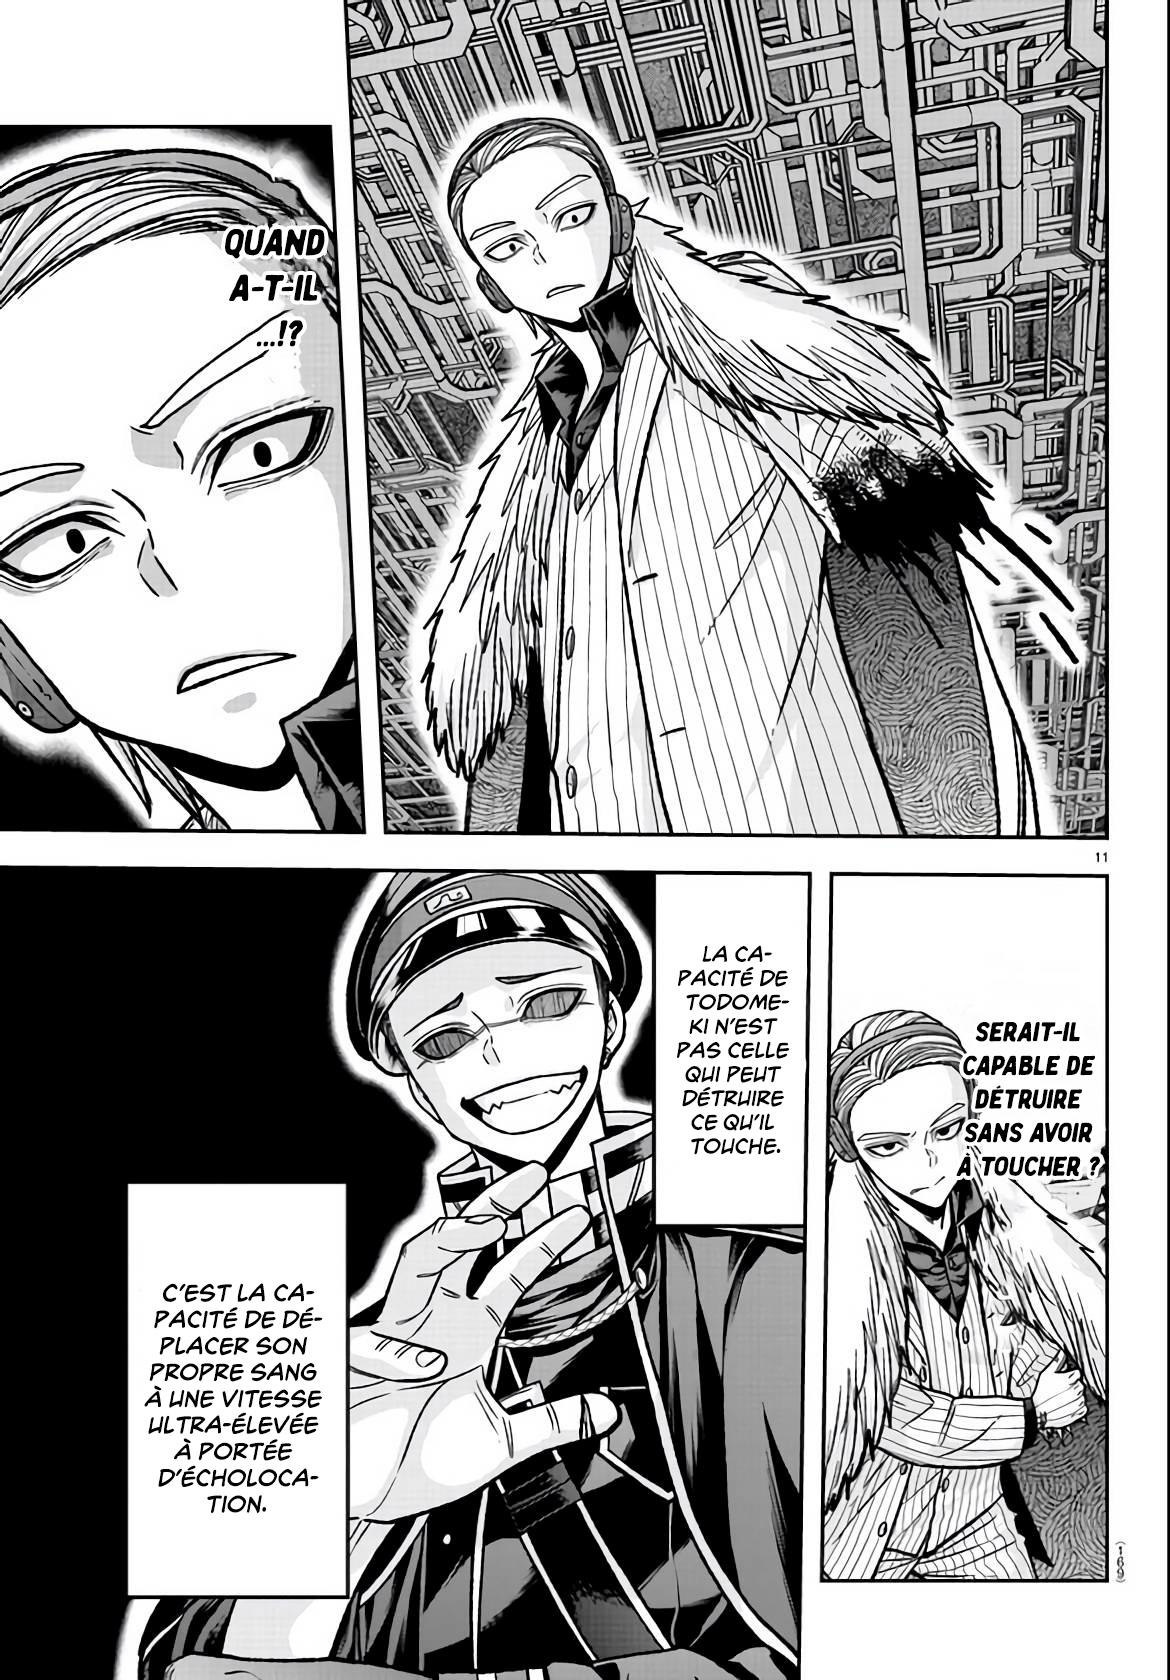 QUAND
A-T-IL
...!?
11
SERAIT-IL
CAPABLE DE
DÉTRUIRE
SANS AVOIR
À TOUCHER ?
LA CA-
PACITÉ DE
TODOME-
KI N'EST
PAS CELLE
QUI PEUT
DÉTRUIRE
CE QU'IL
TOUCHE.
C'EST LA CA-
PACITÉ DE DÉ-
PLACER SON
PROPRE SANG
À UNE VITESSE
ULTRA-ÉLEVÉE
À PORTÉE
D'ÉCHOLOCA-
TION.
(169)